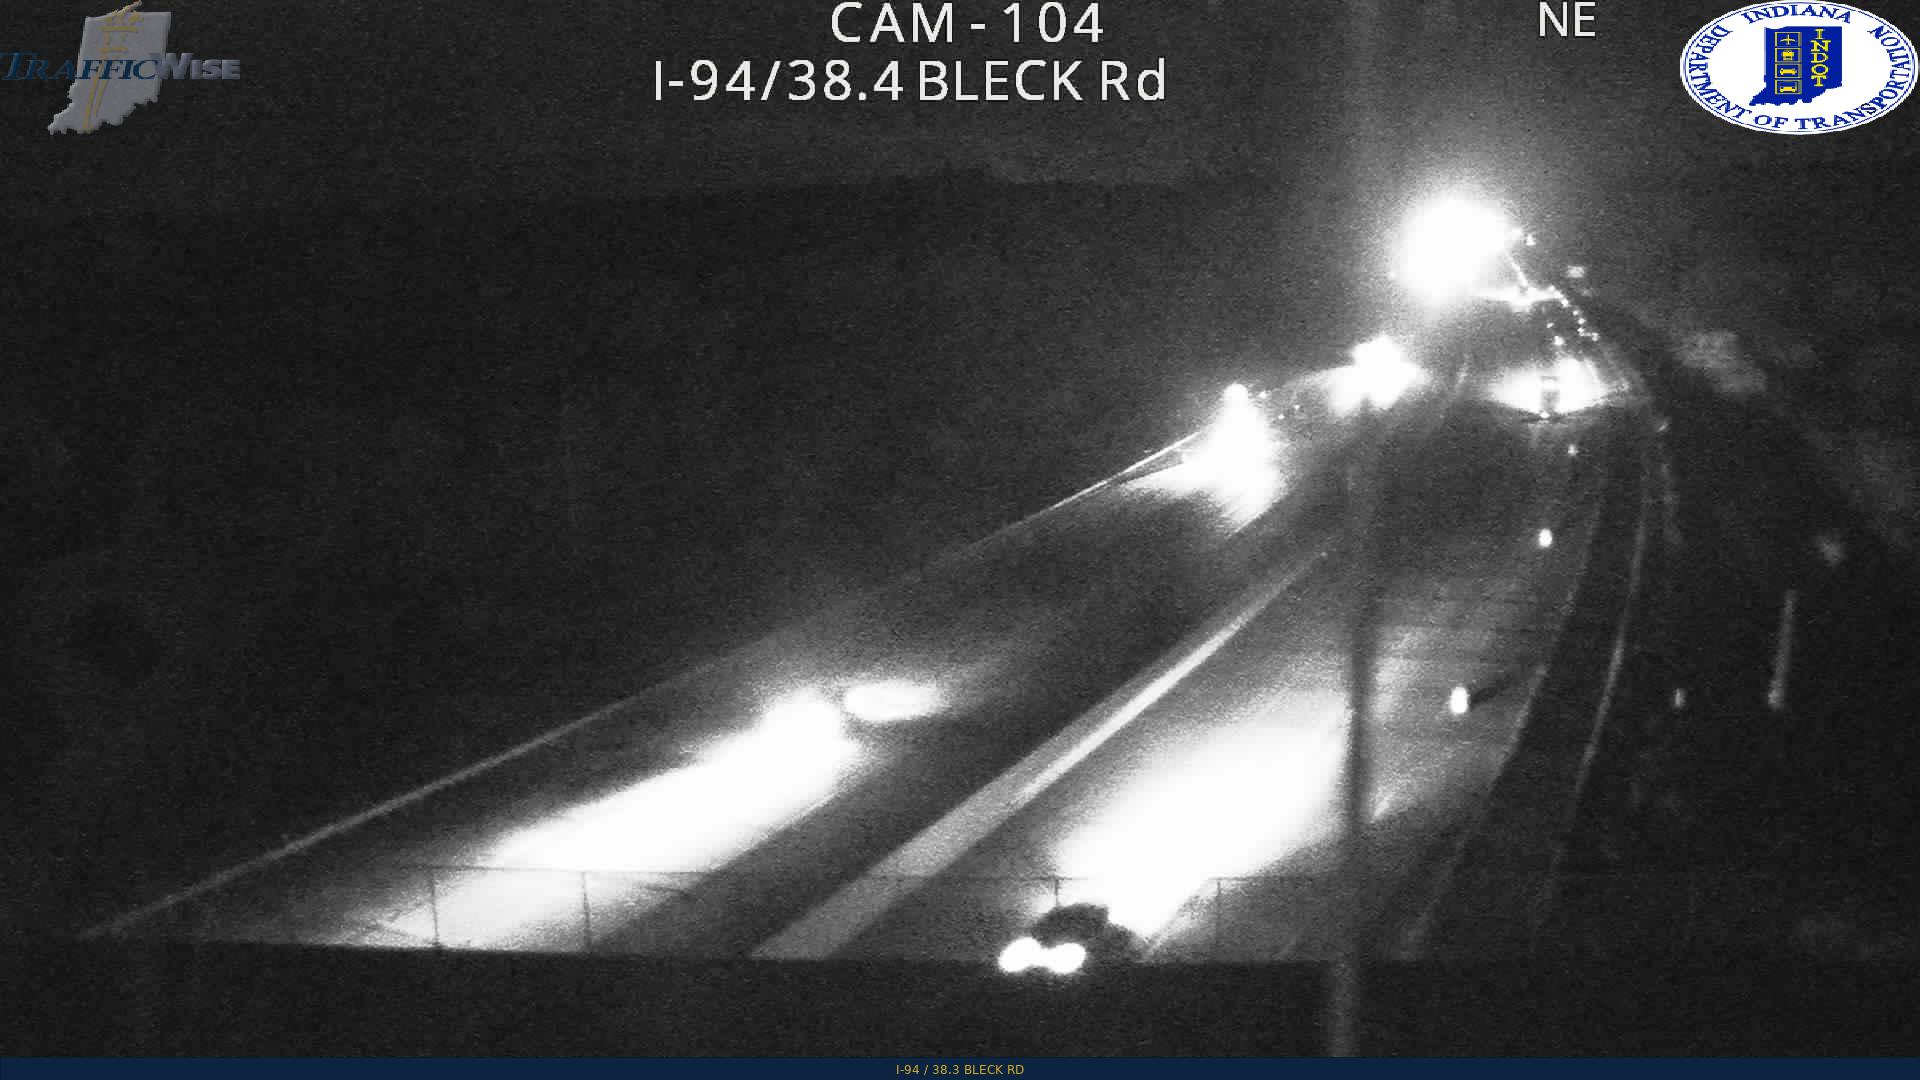 CAM-104
NE
I-94/38.4 BLECK Rd
TRAFFICWISE
INDIANA
DEPARTMENT OF TRANSPORTATION
INDOT
I-94 / 38.3 BLECK RD